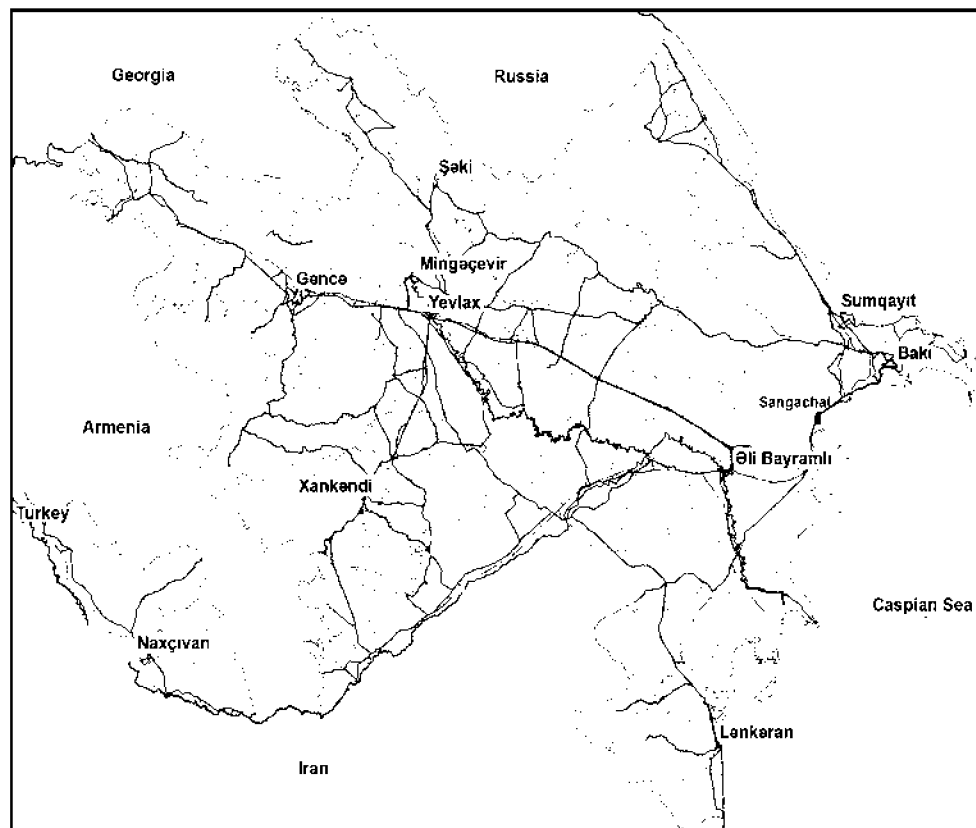 Georgia
Russia
Şəki
Mingəçevir
Gəncə
Yevlax
Sumqayıt
Bakı
Sangachal
Armenia
Əli Bayramlı
Xankəndi
Turkey
Caspian Sea
Naxçıvan
Lənkəran
Iran